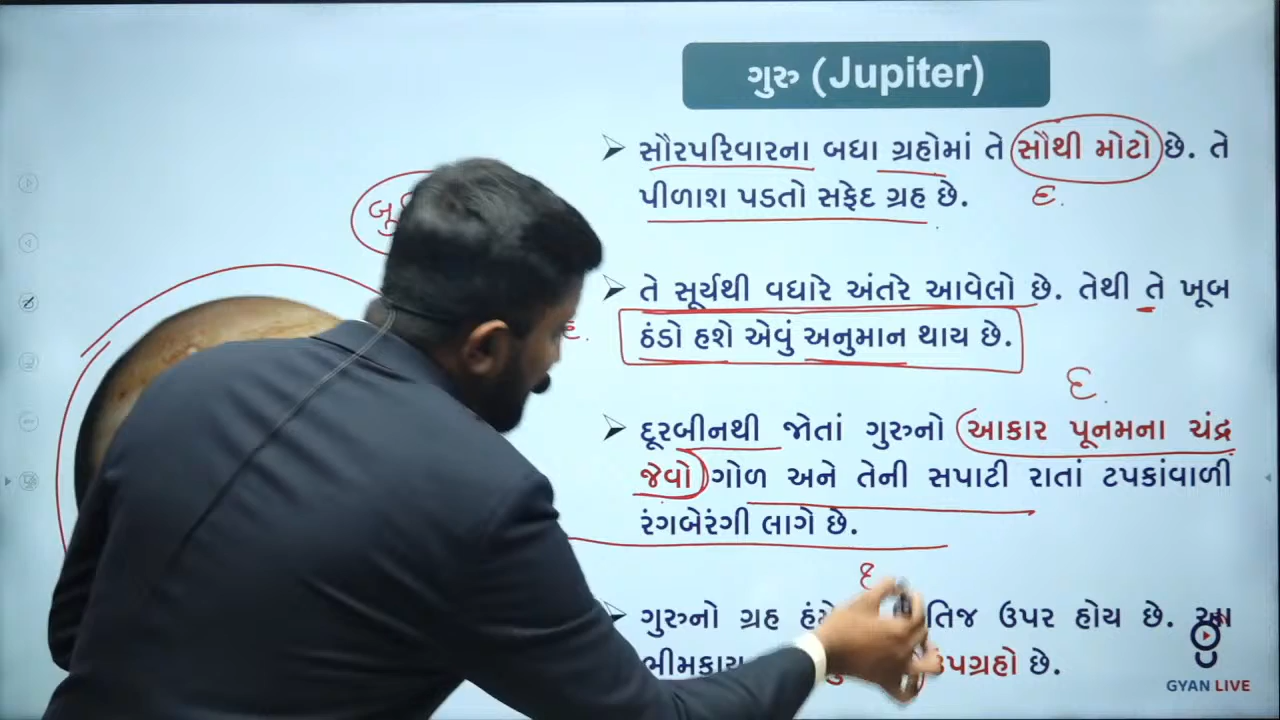 ગુરુ (Jupiter)
➢ સૌરપરિવારના બધા ગ્રહોમાં તે સૌથી મોટો છે. તે
પીળાશ પડતો સફેદ ગ્રહ છે.
➢ તે સૂર્યથી વધારે અંતરે આવેલો છે. તેથી તે ખૂબ
ઠંડો હશે એવું અનુમાન થાય છે.
➢ દૂરબીનથી જોતાં ગુરુનો આકાર પૂનમના ચંદ્ર
જેવો ગોળ અને તેની સપાટી રાતાં ટપકાંવાળી
રંગબેરંગી લાગે છે.
ગુરુનો ગ્રહ ઉપર હોય છે. આ
ભીમકાય ઉપગ્રહો છે.
GYAN LIVE